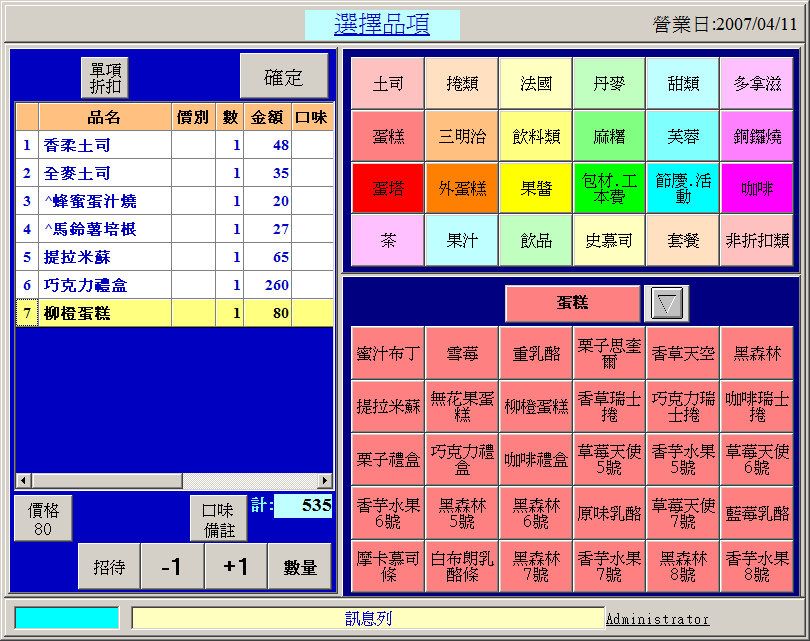 選擇品項
營業日:2007/04/11
單項
折扣
確定
品名 價別 數 金額 口味
1 香柔土司 1 48
2 全麥土司 1 35
3 ^蜂蜜蛋汁燒 1 20
4 ^馬鈴薯培根 1 27
5 提拉米蘇 1 65
6 巧克力禮盒 1 260
7 柳橙蛋糕 1 80
價格
80
口味
備註
計: 535
招待 -1 +1 數量
土司 捲類 法國 丹麥 甜類 多拿滋
蛋糕 三明治 飲料類 麻糬 芙蓉 銅鑼燒
蛋塔 外蛋糕 果醬 包材.工
本費 節慶.活
動 咖啡
茶 果汁 飲品 史慕司 套餐 非折扣類
蛋糕
蜜汁布丁 雪莓 重乳酪 栗子思奎
爾 香草天空 黑森林
提拉米蘇 無花果蛋
糕 柳橙蛋糕 香草瑞士
捲 巧克力瑞
士捲 咖啡瑞士
捲
栗子禮盒 巧克力禮
盒 咖啡禮盒 草莓天使
5號 香芋水果
5號 草莓天使
6號
香芋水果
6號 黑森林
5號 黑森林
6號 原味乳酪 草莓天使
7號 藍莓乳酪
摩卡慕司
條 白布朗乳
酪條 黑森林
7號 香芋水果
7號 黑森林
8號 香芋水果
8號
訊息列
Administrator